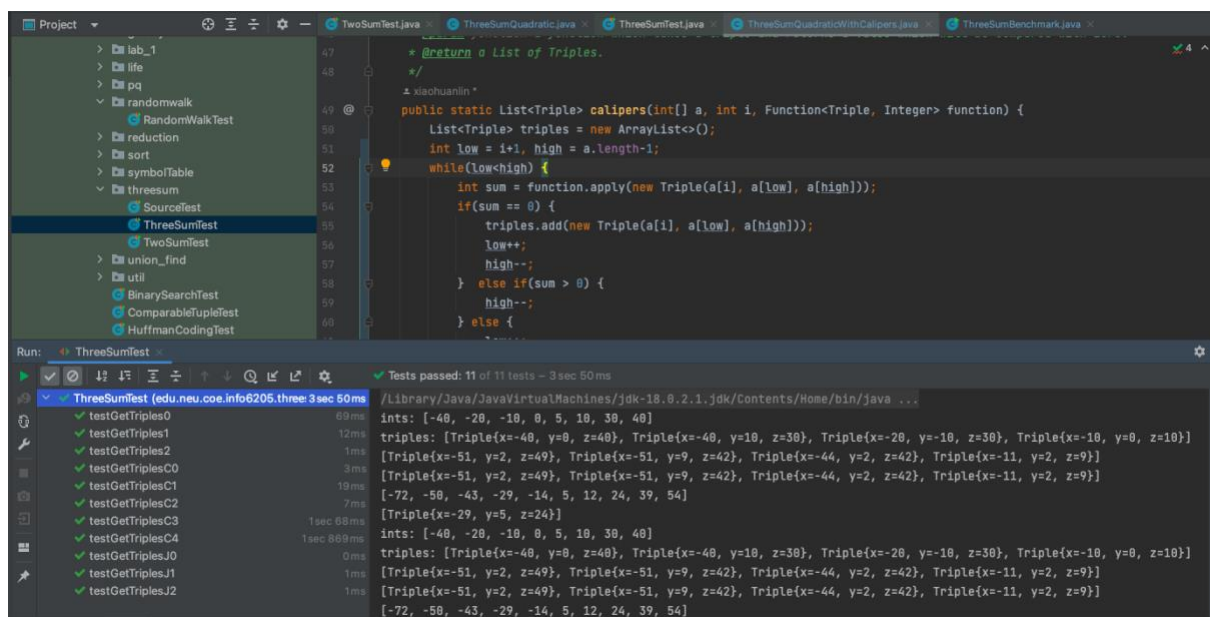 Project
TwoSumTest.java
ThreeSumQuadratic.java
ThreeSumTest.java
ThreeSumQuadraticWithCalipers.java
ThreeSumBenchmark.java
lab_1
life
pq
randomwalk
RandomWalkTest
reduction
sort
symbolTable
threesum
SourceTest
ThreeSumTest
TwoSumTest
union_find
util
BinarySearchTest
ComparableTupleTest
HuffmanCodingTest
4
47 * @return a List of Triples.
48 */
xiaohuanlin *
49 @ public static List<Triple> calipers(int[] a, int i, Function<Triple, Integer> function) {
50 List<Triple> triples = new ArrayList<>();
51 int low = i+1, high = a.length-1;
52 while(low<high) {
53 int sum = function.apply(new Triple(a[i], a[low], a[high]));
54 if(sum == 0) {
55 triples.add(new Triple(a[i], a[low], a[high]));
56 low++;
57 high--;
58 } else if(sum > 0) {
59 high--;
60 } else {
Run: ThreeSumTest
Tests passed: 11 of 11 tests – 3 sec 50 ms
ThreeSumTest (edu.neu.coe.info6205.three 3 sec 50 ms
testGetTriples0 69 ms
testGetTriples1 12 ms
testGetTriples2 1 ms
testGetTriplesC0 3 ms
testGetTriplesC1 19 ms
testGetTriplesC2 7 ms
testGetTriplesC3 1 sec 68 ms
testGetTriplesC4 1 sec 869 ms
testGetTriplesJ0 0 ms
testGetTriplesJ1 1 ms
testGetTriplesJ2 1 ms
/Library/Java/JavaVirtualMachines/jdk-18.0.2.1.jdk/Contents/Home/bin/java ...
ints: [-40, -20, -10, 0, 5, 10, 30, 40]
triples: [Triple{x=-40, y=0, z=40}, Triple{x=-40, y=10, z=30}, Triple{x=-20, y=-10, z=30}, Triple{x=-10, y=0, z=10}]
[Triple{x=-51, y=2, z=49}, Triple{x=-51, y=9, z=42}, Triple{x=-44, y=2, z=42}, Triple{x=-11, y=2, z=9}]
[Triple{x=-51, y=2, z=49}, Triple{x=-51, y=9, z=42}, Triple{x=-44, y=2, z=42}, Triple{x=-11, y=2, z=9}]
[-72, -50, -43, -29, -14, 5, 12, 24, 39, 54]
[Triple{x=-29, y=5, z=24}]
ints: [-40, -20, -10, 0, 5, 10, 30, 40]
triples: [Triple{x=-40, y=0, z=40}, Triple{x=-40, y=10, z=30}, Triple{x=-20, y=-10, z=30}, Triple{x=-10, y=0, z=10}]
[Triple{x=-51, y=2, z=49}, Triple{x=-51, y=9, z=42}, Triple{x=-44, y=2, z=42}, Triple{x=-11, y=2, z=9}]
[Triple{x=-51, y=2, z=49}, Triple{x=-51, y=9, z=42}, Triple{x=-44, y=2, z=42}, Triple{x=-11, y=2, z=9}]
[-72, -50, -43, -29, -14, 5, 12, 24, 39, 54]